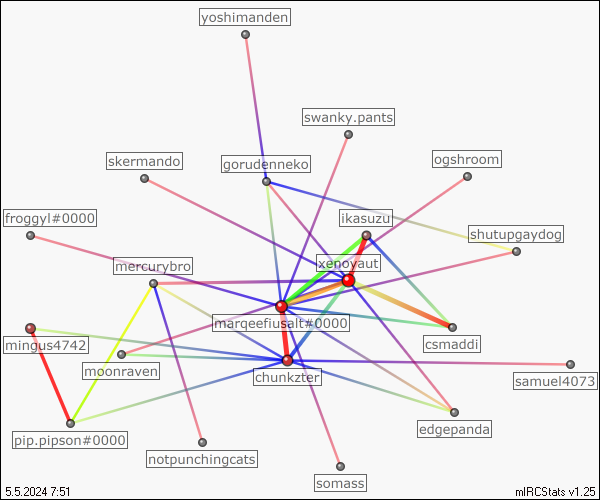 yoshimanden
swanky.pants
skermando
gorudenneko
ogshroom
froggyl#0000
ikasuzu
shutupgaydog
mercurybro
xenoyaut
margeefiusalt#0000
mingus4742
csmaddi
moonraven
chunkzter
samuel4073
edgepanda
pip.pipson#0000
notpunchingcats
somass
5.5.2024 7:51
mIRCStats v1.25